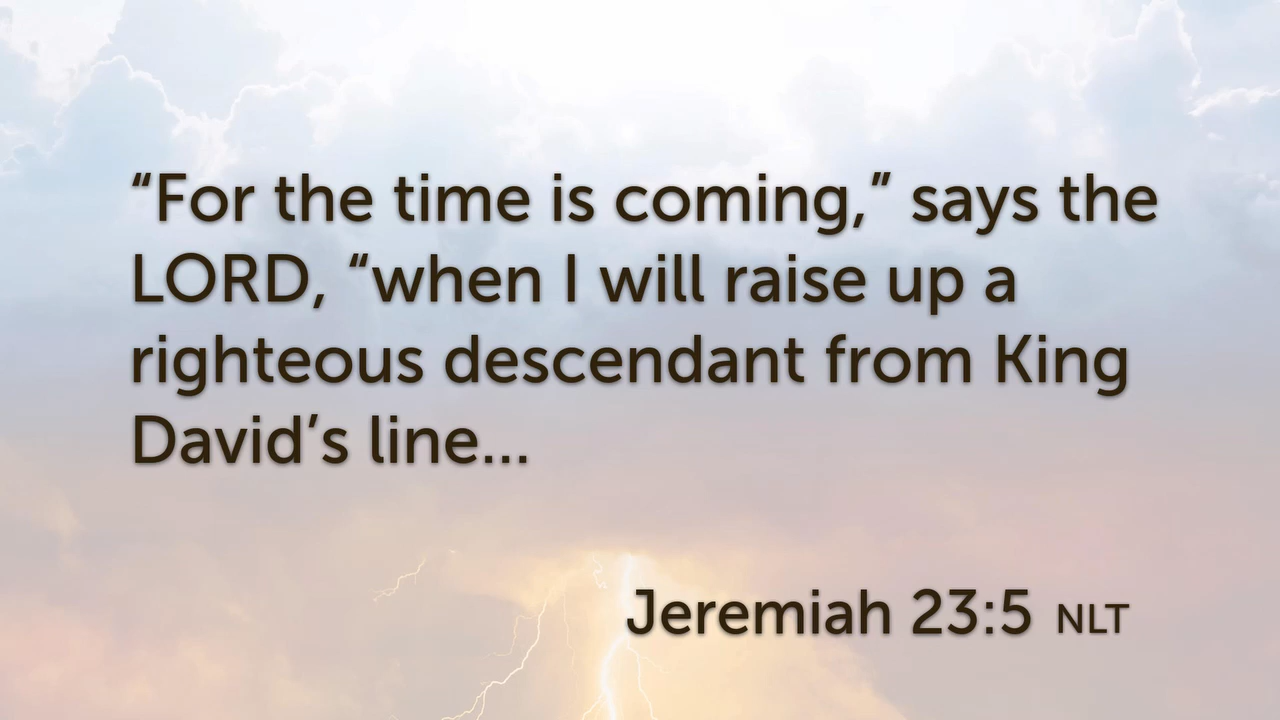 “For the time is coming,” says the
LORD, “when I will raise up a
righteous descendant from King
David’s line...
Jeremiah 23:5 NLT